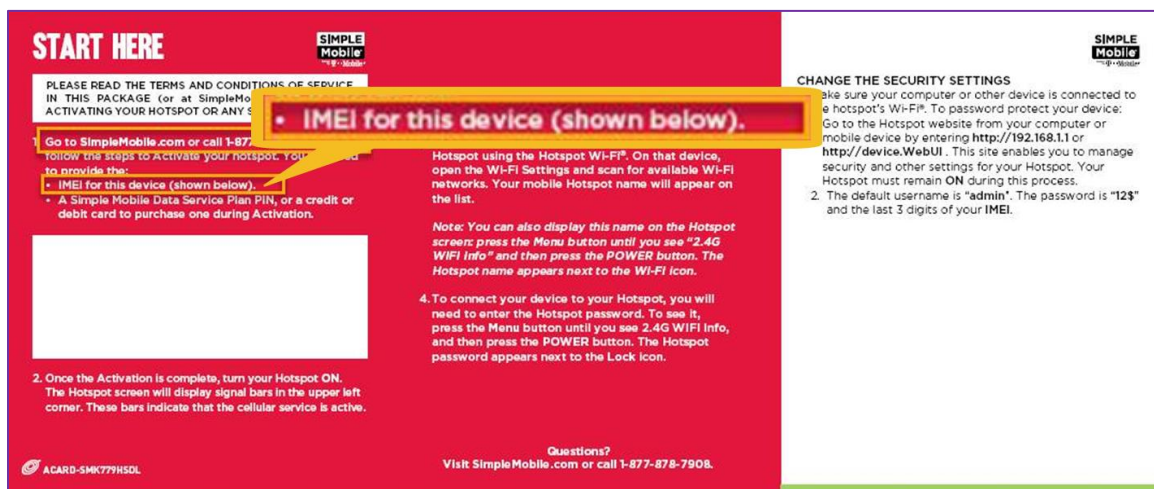 START HERE
SIMPLE
Mobile
PLEASE READ THE TERMS AND CONDITIONS OF SERVICE
IN THIS PACKAGE (or at SimpleMo
ACTIVATING YOUR HOTSPOT OR ANY S
Go to SimpleMobile.com or call 1-877
follow the steps to Activate your hotspot. You
to provide the:
• IMEI for this device (shown below).
• A Simple Mobile Data Service Plan PIN, or a credit or
debit card to purchase one during Activation.
2. Once the Activation is complete, turn your Hotspot ON.
The Hotspot screen will display signal bars in the upper left
corner. These bars indicate that the cellular service is active.
ACARD-SMK779HSDL
• IMEI for this device (shown below).
Hotspot using the Hotspot Wi-Fi®. On that device,
open the Wi-Fi Settings and scan for available Wi-Fi
networks. Your mobile Hotspot name will appear on
the list.
Note: You can also display this name on the Hotspot
screen: press the Menu button until you see "2.4G
WIFI Info" and then press the POWER button. The
Hotspot name appears next to the Wi-Fi icon.
4. To connect your device to your Hotspot, you will
need to enter the Hotspot password. To see it,
press the Menu button until you see 2.4G WIFI Info,
and then press the POWER button. The Hotspot
password appears next to the Lock icon.
Questions?
Visit SimpleMobile.com or call 1-877-878-7908.
SIMPLE
Mobile
CHANGE THE SECURITY SETTINGS
ake sure your computer or other device is connected to
e hotspot's Wi-Fi®. To password protect your device:
Go to the Hotspot website from your computer or
mobile device by entering http://192.168.1.1 or
http://device.WebUI . This site enables you to manage
security and other settings for your Hotspot. Your
Hotspot must remain ON during this process.
2. The default username is "admin". The password is "12$"
and the last 3 digits of your IMEI.